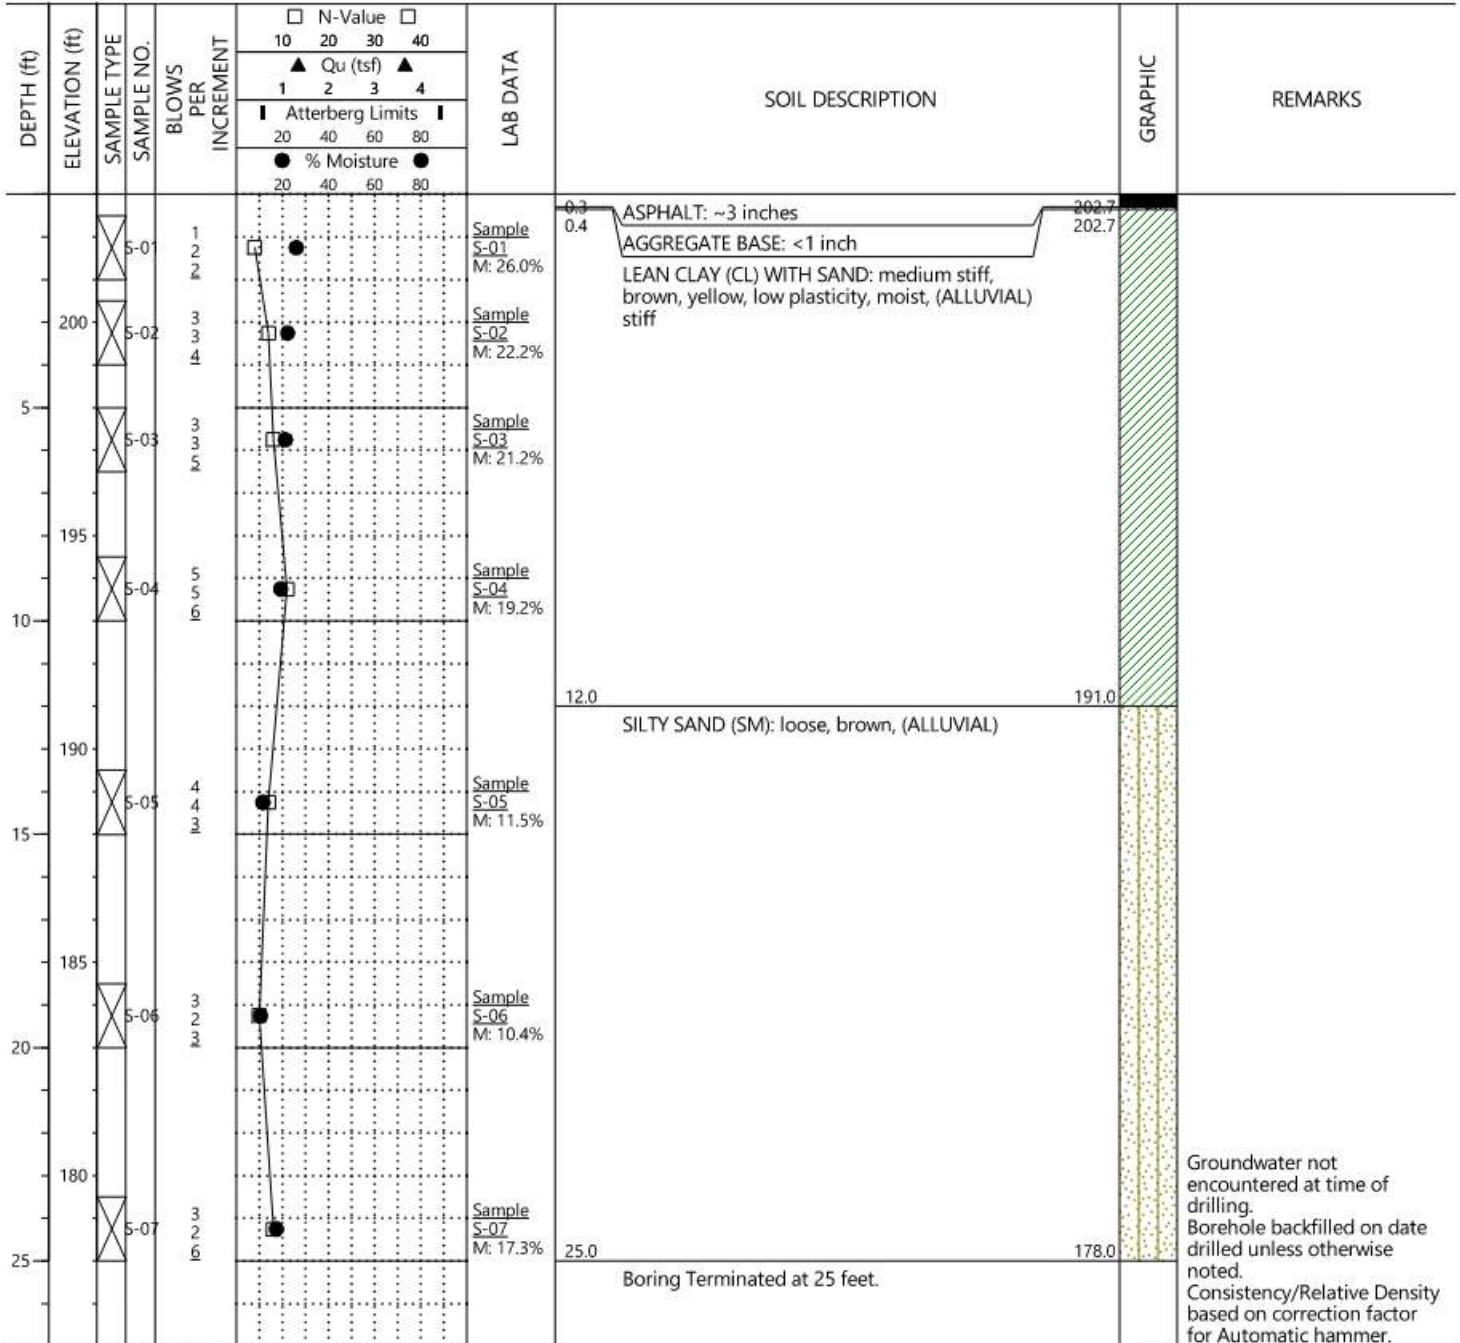 DEPTH (ft)
ELEVATION (ft)
SAMPLE TYPE
SAMPLE NO.
BLOWS
PER
INCREMENT
N-Value
10 20 30 40
Qu (tsf)
1 2 3 4
Atterberg Limits
20 40 60 80
% Moisture
20 40 60 80
LAB DATA
SOIL DESCRIPTION
GRAPHIC
REMARKS
0.3 ASPHALT: ~3 inches 202.7
0.4 202.7
AGGREGATE BASE: <1 inch
S-01
1
2
2
Sample
S-01
M: 26.0%
LEAN CLAY (CL) WITH SAND: medium stiff,
brown, yellow, low plasticity, moist, (ALLUVIAL)
stiff
200
S-02
3
3
4
Sample
S-02
M: 22.2%
5
S-03
3
3
5
Sample
S-03
M: 21.2%
195
S-04
5
5
6
Sample
S-04
M: 19.2%
10
12.0 191.0
SILTY SAND (SM): loose, brown, (ALLUVIAL)
190
S-05
4
4
3
Sample
S-05
M: 11.5%
15
185
S-06
3
2
3
Sample
S-06
M: 10.4%
20
180
S-07
3
2
6
Sample
S-07
M: 17.3%
25
25.0 178.0
Boring Terminated at 25 feet.
Groundwater not
encountered at time of
drilling.
Borehole backfilled on date
drilled unless otherwise
noted.
Consistency/Relative Density
based on correction factor
for Automatic hammer.